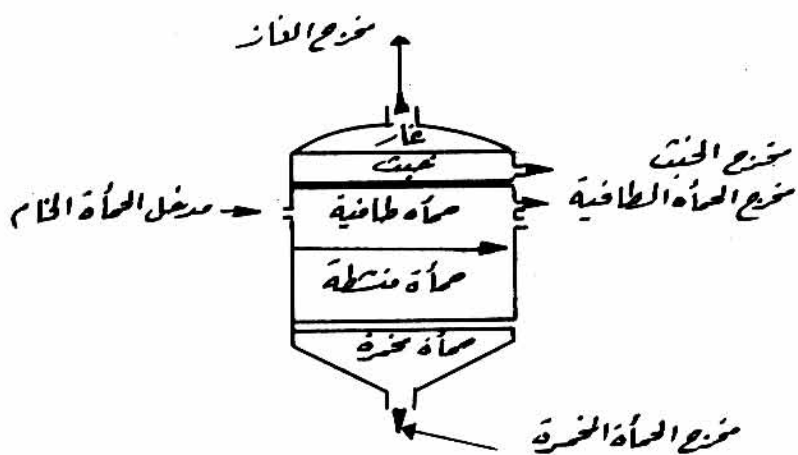 مخرج الغاز
غاز
خبث
مخرج الخبث
حمأة طافية
مخرج الحمأة الطافية
مدخل الحمأة الخام
حمأة منشطة
حمأة مخمرة
مخرج الحمأة المخمرة